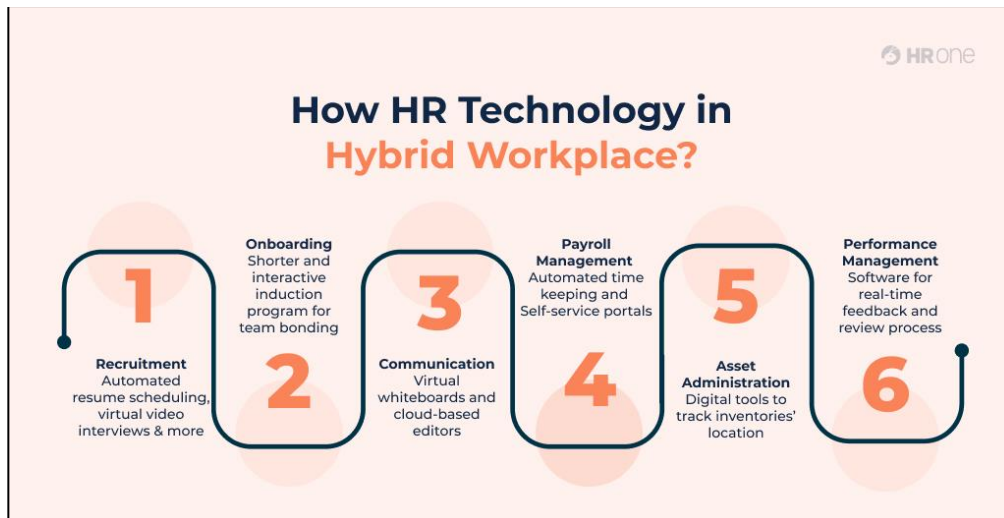 HRone
How HR Technology in
Hybrid Workplace?
1
Recruitment
Automated
resume scheduling,
virtual video
interviews & more
Onboarding
Shorter and
interactive
induction
program for
team bonding
2
3
Communication
Virtual
whiteboards and
cloud-based
editors
Payroll
Management
Automated time
keeping and
Self-service portals
4
5
Asset
Administration
Digital tools to
track inventories'
location
Performance
Management
Software for
real-time
feedback and
review process
6